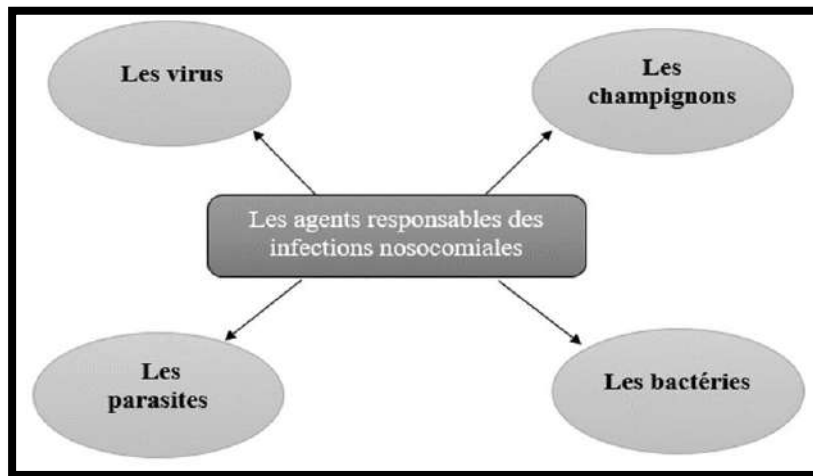 Les virus
Les
champignons
Les agents responsables des
infections nosocomiales
Les
parasites
Les bactéries